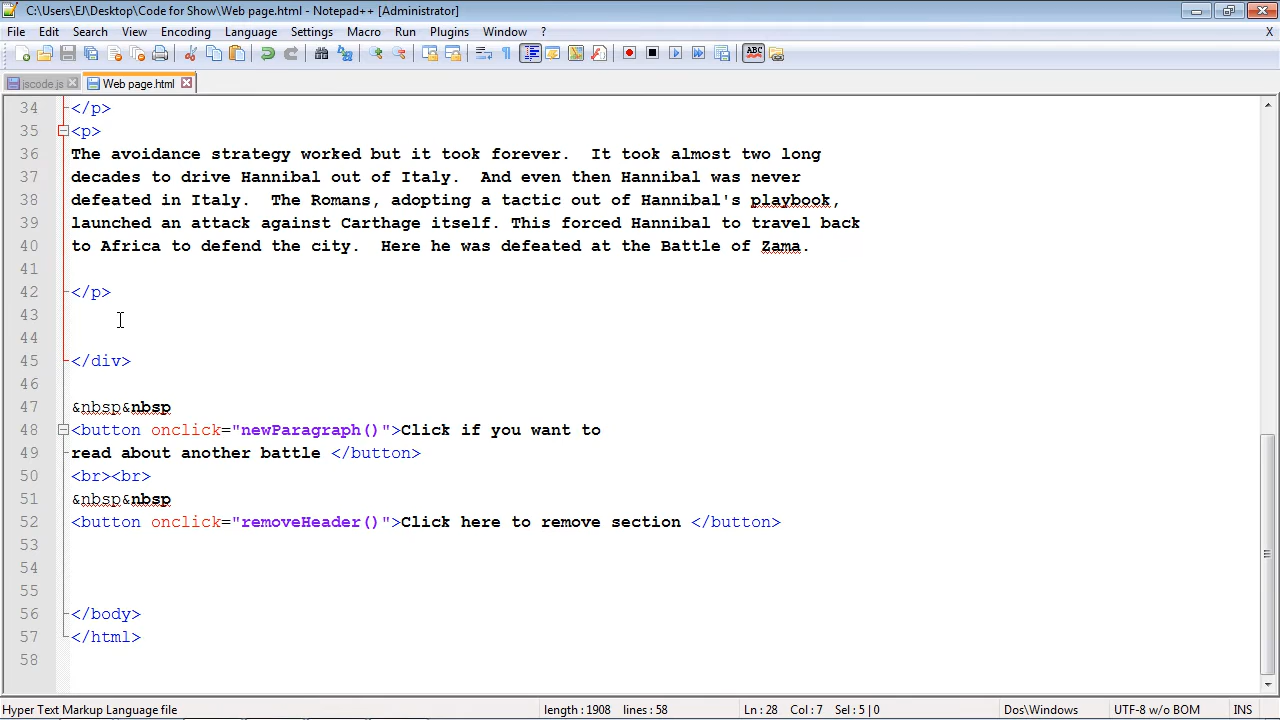 C:\Users\EJ\Desktop\Code for Show\Web page.html - Notepad++ [Administrator]
File Edit Search View Encoding Language Settings Macro Run Plugins Window ? X
ABC
jscode.js Web page.html
34 </p>
35 <p>
36 The avoidance strategy worked but it took forever.  It took almost two long
37 decades to drive Hannibal out of Italy.  And even then Hannibal was never
38 defeated in Italy.  The Romans, adopting a tactic out of Hannibal's playbook,
39 launched an attack against Carthage itself. This forced Hannibal to travel back
40 to Africa to defend the city.  Here he was defeated at the Battle of Zama.
41
42 </p>
43
44
45 </div>
46
47 &nbsp&nbsp
48 <button onclick="newParagraph()">Click if you want to
49 read about another battle </button>
50 <br><br>
51 &nbsp&nbsp
52 <button onclick="removeHeader()">Click here to remove section </button>
53
54
55
56 </body>
57 </html>
58
Hyper Text Markup Language file length : 1908 lines : 58 Ln : 28 Col : 7 Sel : 5 | 0 Dos\Windows UTF-8 w/o BOM INS